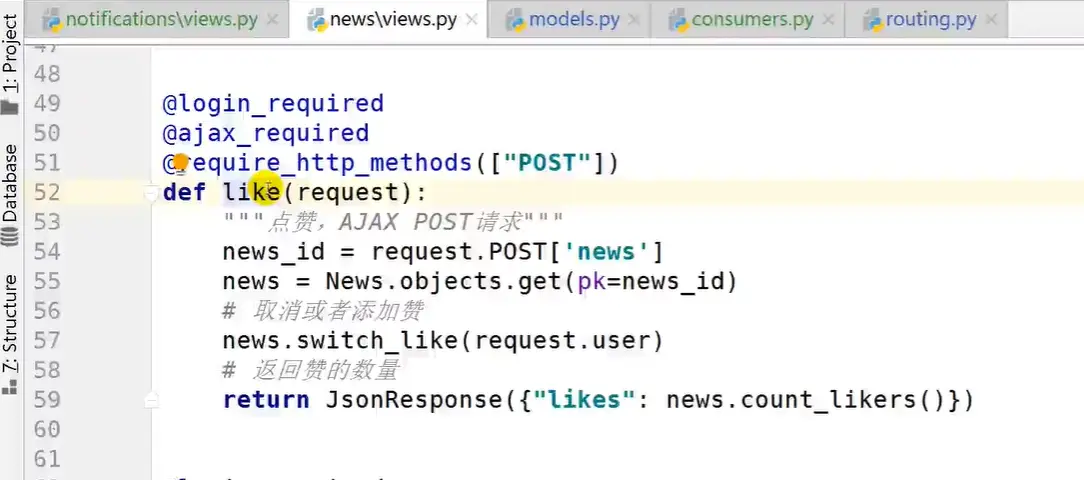 notifications\views.py
news\views.py
models.py
consumers.py
routing.py
1: Project
Database
7: Structure
48
49 @login_required
50 @ajax_required
51 @require_http_methods(["POST"])
52 def like(request):
53 """点赞，AJAX POST请求"""
54 news_id = request.POST['news']
55 news = News.objects.get(pk=news_id)
56 # 取消或者添加赞
57 news.switch_like(request.user)
58 # 返回赞的数量
59 return JsonResponse({"likes": news.count_likers()})
60
61